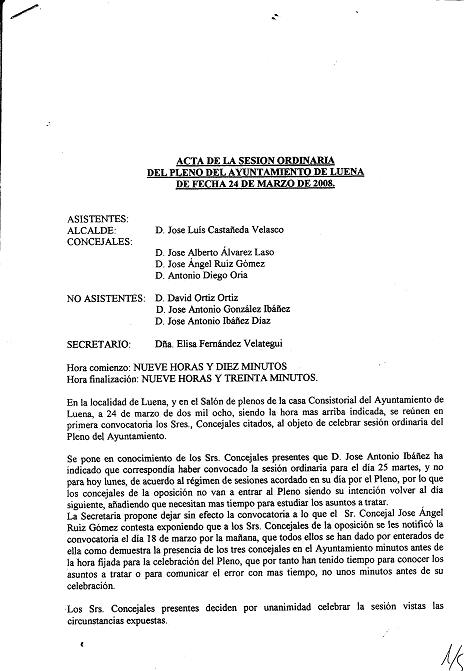 ACTA DE LA SESION ORDINARIA
DEL PLENO DEL AYUNTAMIENTO DE LUENA
DE FECHA 24 DE MARZO DE 2008.
ASISTENTES:
ALCALDE: D. Jose Luís Castañeda Velasco
CONCEJALES:
D. Jose Alberto Álvarez Laso
D. Jose Ángel Ruiz Gómez
D. Antonio Diego Oria
NO ASISTENTES: D. David Ortiz Ortiz
D. Jose Antonio González Ibáñez
D. Jose Antonio Ibáñez Díaz
SECRETARIO: Dña. Elisa Fernández Velategui
Hora comienzo: NUEVE HORAS Y DIEZ MINUTOS
Hora finalización: NUEVE HORAS Y TREINTA MINUTOS.
En la localidad de Luena, y en el Salón de plenos de la casa Consistorial del Ayuntamiento de
Luena, a 24 de marzo de dos mil ocho, siendo la hora mas arriba indicada, se reúnen en
primera convocatoria los Sres., Concejales citados, al objeto de celebrar sesión ordinaria del
Pleno del Ayuntamiento.
Se pone en conocimiento de los Srs. Concejales presentes que D. Jose Antonio Ibáñez ha
indicado que correspondía haber convocado la sesión ordinaria para el día 25 martes, y no
para hoy lunes, de acuerdo al régimen de sesiones acordado en su día por el Pleno, por lo que
los concejales de la oposición no van a entrar al Pleno siendo su intención volver al día
siguiente, añadiendo que necesitan mas tiempo para estudiar los asuntos a tratar.
La Secretaria propone dejar sin efecto la convocatoria a lo que el Sr. Concejal Jose Ángel
Ruiz Gómez contesta exponiendo que a los Srs. Concejales de la oposición se les notificó la
convocatoria el día 18 de marzo por la mañana, que todos ellos se han dado por enterados de
ella como demuestra la presencia de los tres concejales en el Ayuntamiento minutos antes de
la hora fijada para la celebración del Pleno, que por tanto han tenido tiempo para conocer los
asuntos a tratar o para comunicar el error con mas tiempo, no unos minutos antes de su
celebración.
Los Srs. Concejales presentes deciden por unanimidad celebrar la sesión vistas las
circunstancias expuestas.